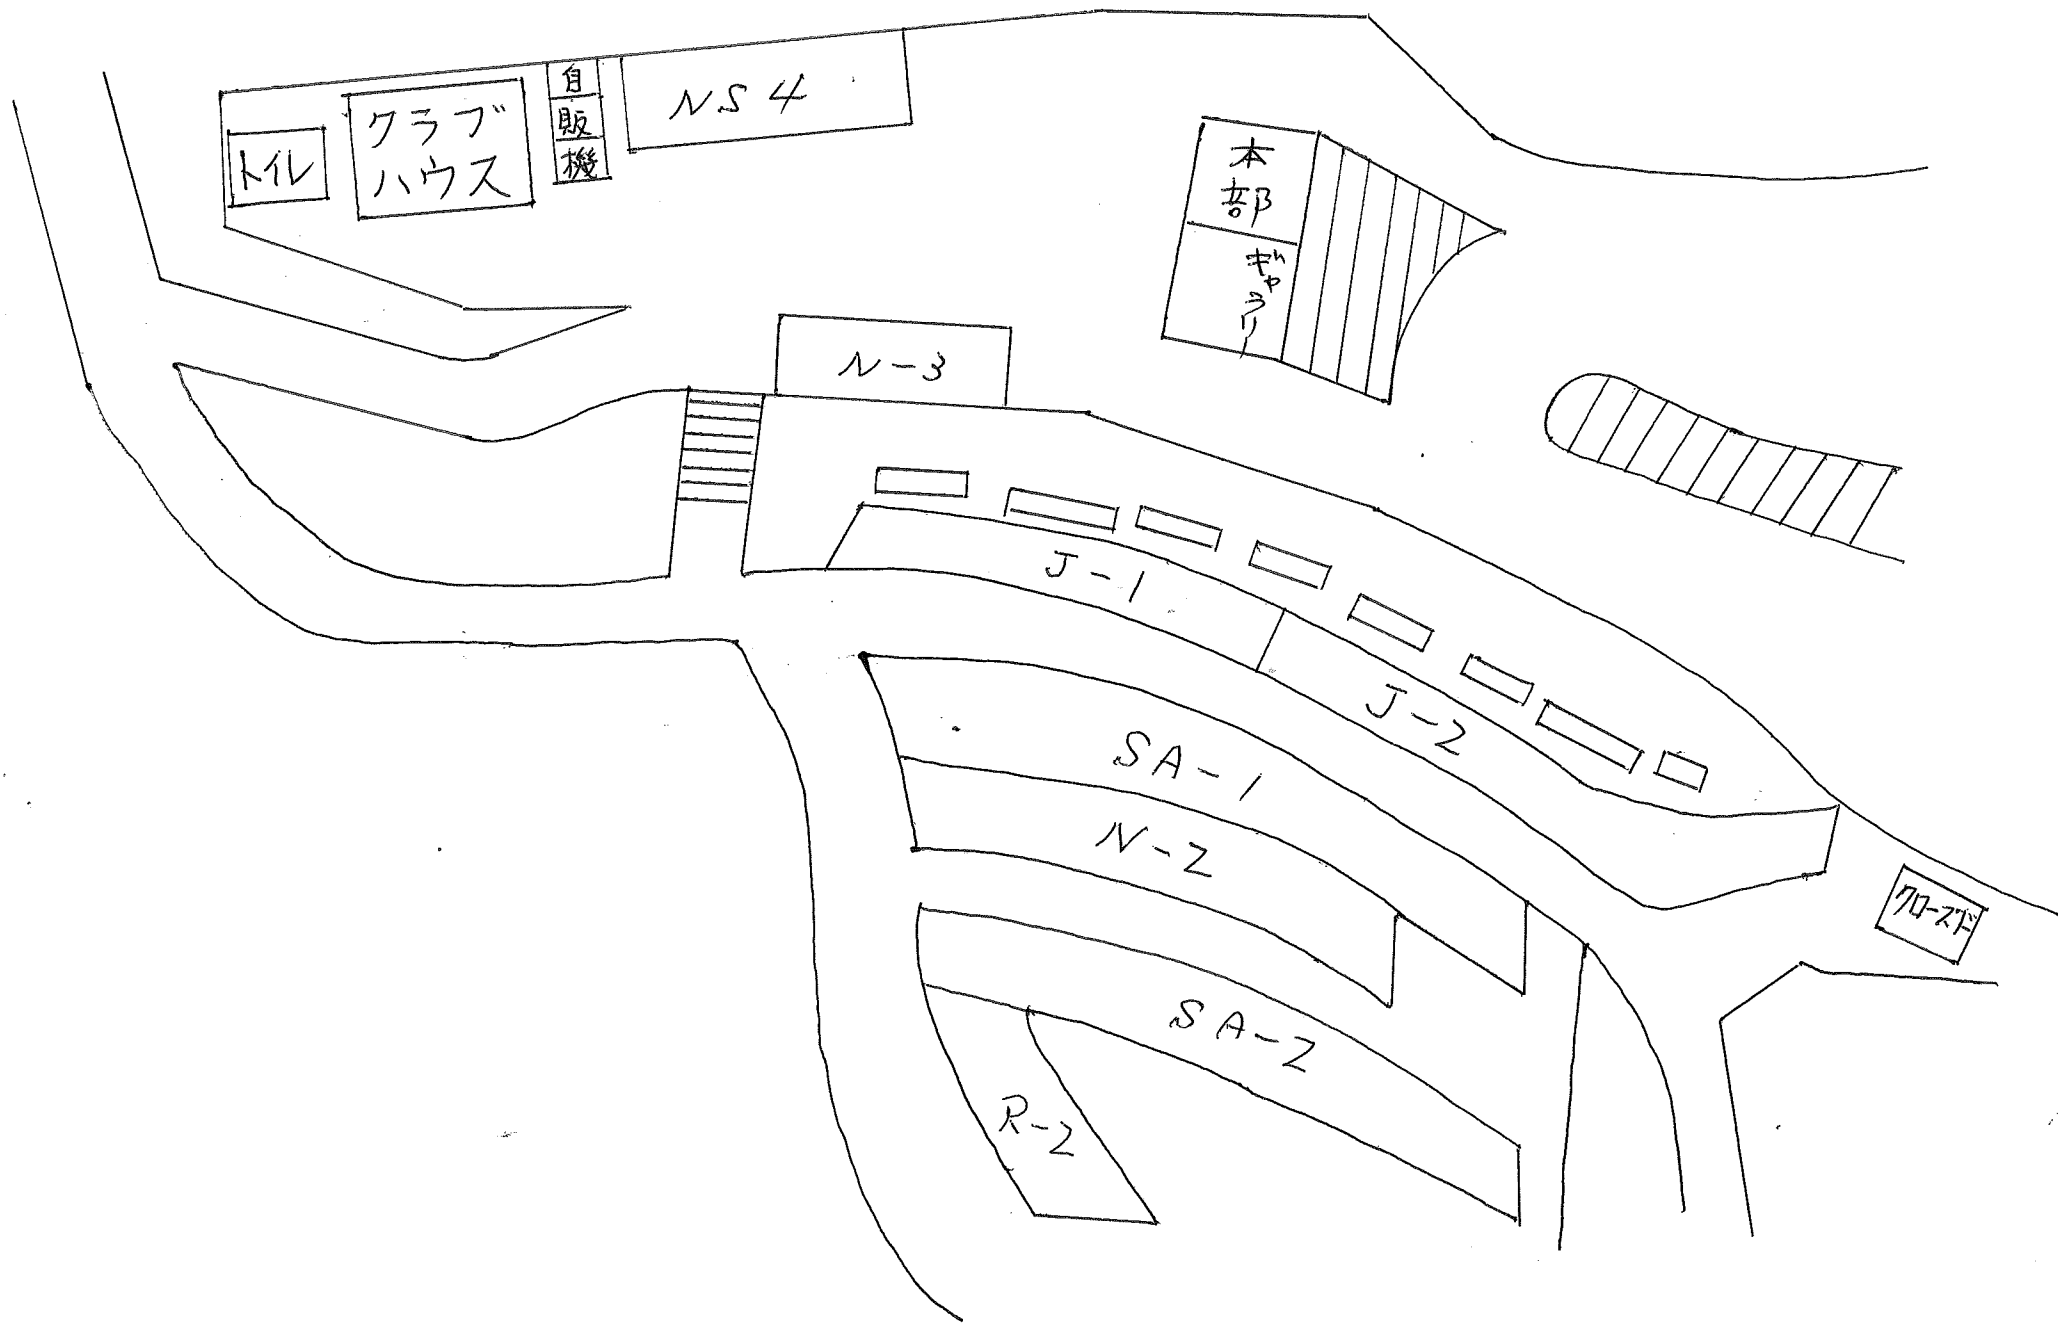 トイレ
クラブ
ハウス
自
販
機
NS4
本
部
ギャラリー
N-3
J-1
J-2
SA-1
N-2
SA-2
R-2
クローズド